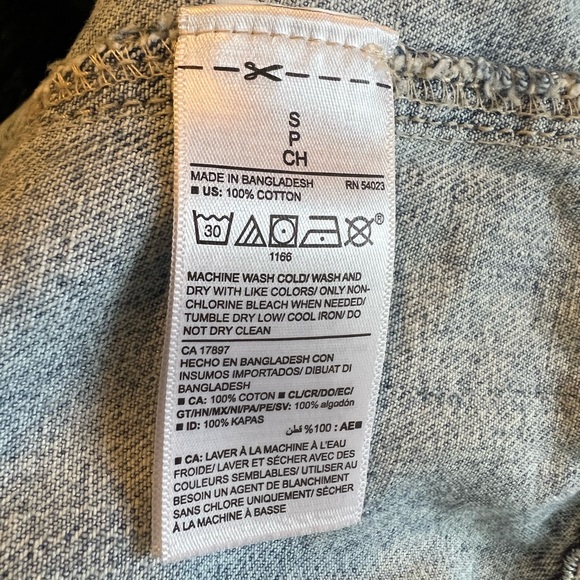 S
P
CH
MADE IN BANGLADESH RN 54023
■ US: 100% COTTON
30
®
1166
MACHINE WASH COLD/ WASH AND
DRY WITH LIKE COLORS/ ONLY NON-
CHLORINE BLEACH WHEN NEEDED/
TUMBLE DRY LOW/ COOL IRON/ DO
NOT DRY CLEAN
CA 17897
HECHO EN BANGLADESH CON
INSUMOS IMPORTADOS/ DIBUAT DI
BANGLADESH
■ CA: 100% COTON ■ CL/CR/DO/EC/
GT/HN/MX/NI/PA/PE/SV: 100% algodón
■ ID: 100% KAPAS ■ AE: 100% قطن
■ CA: LAVER À LA MACHINE À L'EAU
FROIDE/ LAVER ET SÉCHER AVEC DES
COULEURS SEMBLABLES/ UTILISER AU
BESOIN UN AGENT DE BLANCHIMENT
SANS CHLORE UNIQUEMENT/ SÉCHER
À LA MACHINE À BASSE